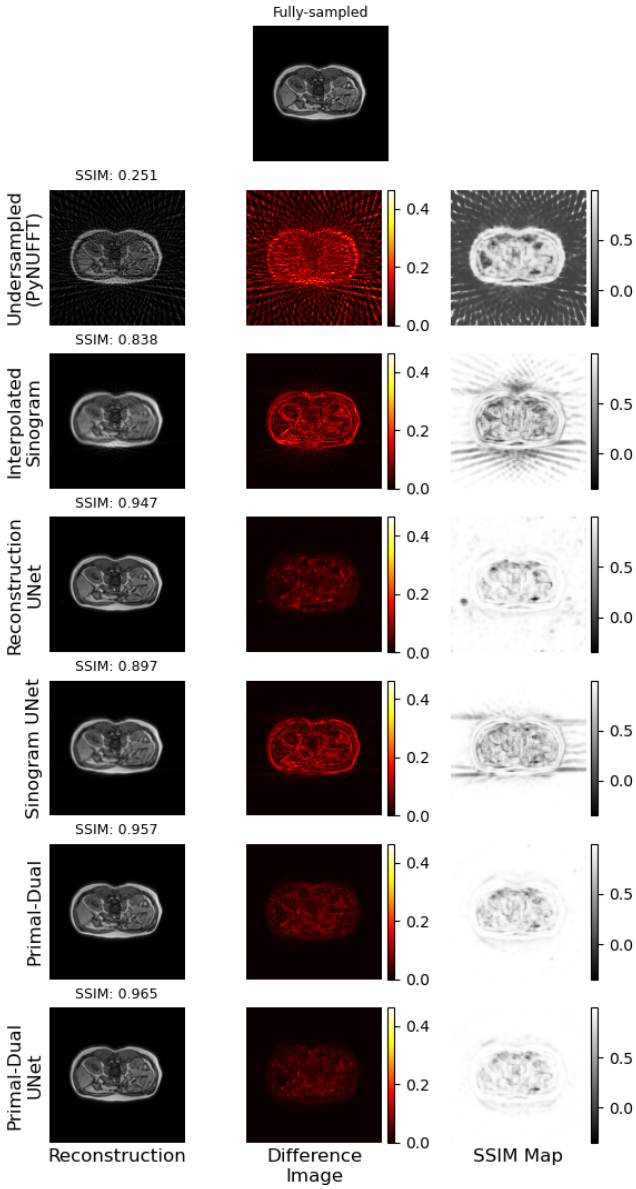 Fully-sampled
SSIM: 0.251
Undersampled
(PyNUFFT)
0.4
0.2
0.0
0.5
0.0
SSIM: 0.838
Interpolated
Sinogram
0.4
0.2
0.0
0.5
0.0
SSIM: 0.947
Reconstruction
UNet
0.4
0.2
0.0
0.5
0.0
SSIM: 0.897
Sinogram UNet
0.4
0.2
0.0
0.5
0.0
SSIM: 0.957
Primal-Dual
0.4
0.2
0.0
0.5
0.0
SSIM: 0.965
Primal-Dual
UNet
0.4
0.2
0.0
0.5
0.0
Reconstruction
Difference
Image
SSIM Map